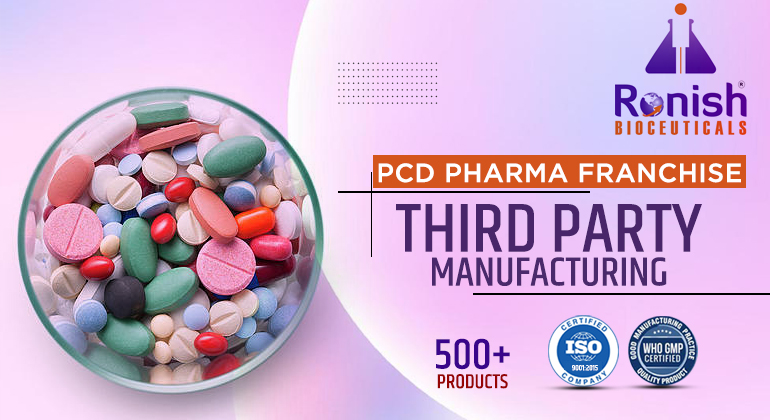 Ronish®
BIOCEUTICALS
PCD PHARMA FRANCHISE
THIRD PARTY
MANUFACTURING
500+
PRODUCTS
CERTIFIED
ISO
9001:2015
COMPANY
GOOD MANUFACTURING PRACTICE
WHO GMP
CERTIFIED
QUALITY PRODUCT